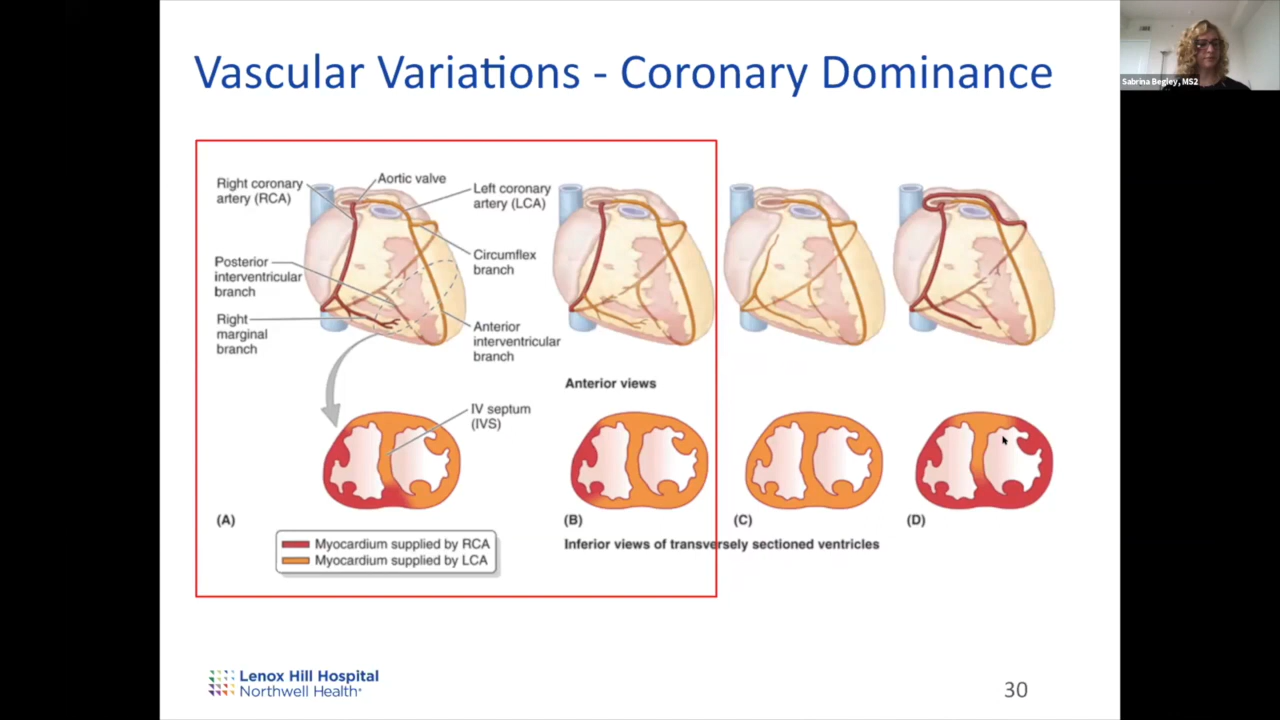 Vascular Variations - Coronary Dominance
Sabrina Begley, MS2
Right coronary
artery (RCA)
Aortic valve
Left coronary
artery (LCA)
Posterior
interventricular
branch
Circumflex
branch
Right
marginal
branch
Anterior
interventricular
branch
Anterior views
IV septum
(IVS)
(A)
(B)
(C)
(D)
Myocardium supplied by RCA
Myocardium supplied by LCA
Inferior views of transversely sectioned ventricles
Lenox Hill Hospital
Northwell Health
30